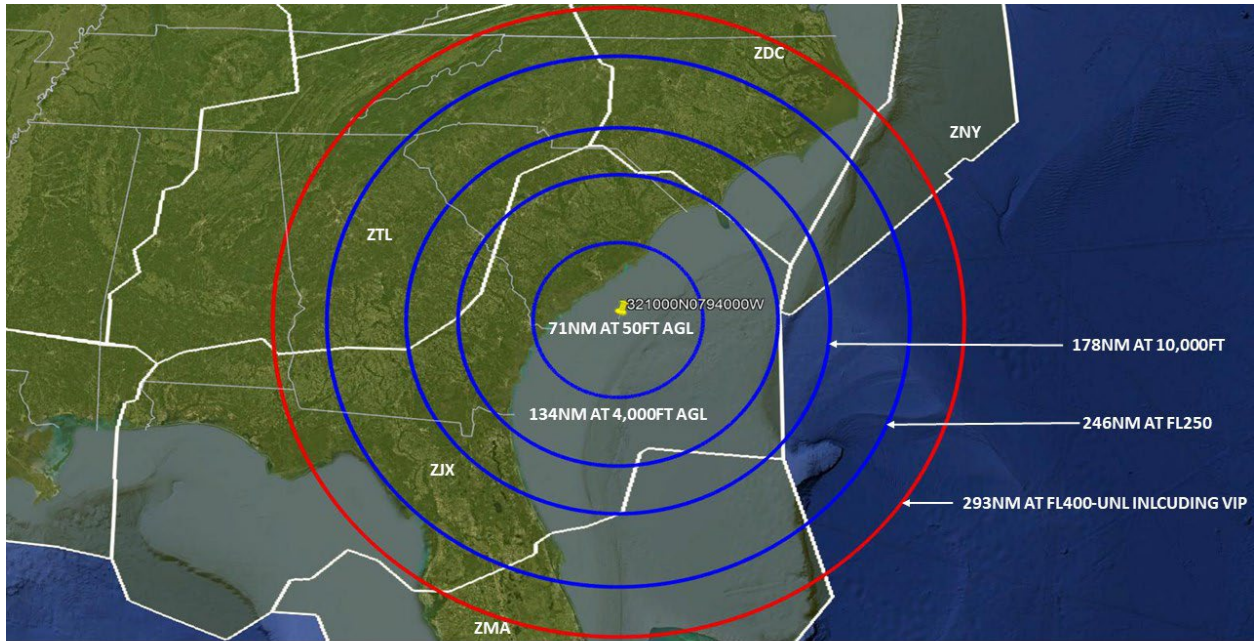 ZDC
ZNY
ZTL
321000N0794000W
71NM AT 50FT AGL
178NM AT 10,000FT
134NM AT 4,000FT AGL
246NM AT FL250
ZJX
293NM AT FL400-UNL INLCUDING VIP
ZMA